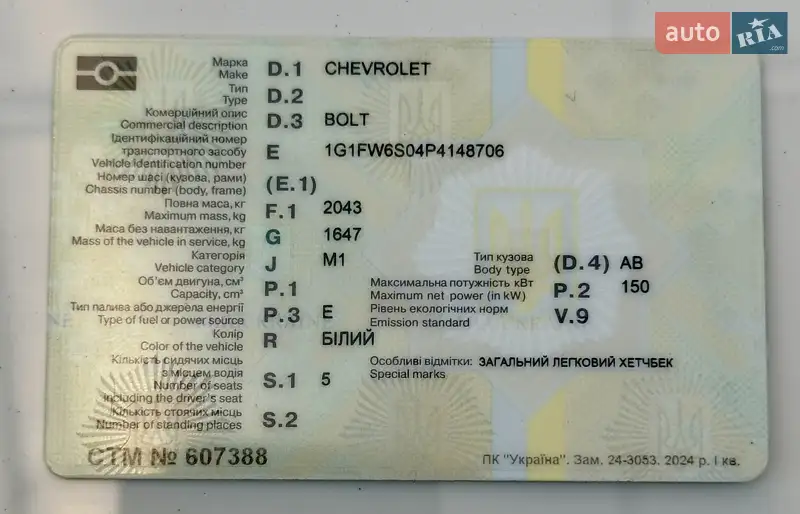 auto RIA.com
Марка
Make D.1 CHEVROLET
Тип
Type D.2
Комерційний опис
Commercial description D.3 BOLT
Ідентифікаційний номер
транспортного засобу
Vehicle identification number E 1G1FW6S04P4148706
Номер шасі (кузова, рами)
Chassis number (body, frame) (E.1)
Повна маса, кг
Maximum mass, kg F.1 2043
Маса без навантаження, кг
Mass of the vehicle in service, kg G 1647
Категорія
Vehicle category J M1
Тип кузова
Body type (D.4) АВ
Об'єм двигуна, см³
Capacity, cm³ P.1
Максимальна потужність кВт
Maximum net power (in kW) P.2 150
Тип палива або джерела енергії
Type of fuel or power source P.3 E
Рівень екологічних норм
Emission standard V.9
Колір
Color of the vehicle R БІЛИЙ
Кількість сидячих місць
з місцем водія
Number of seats
including the driver's seat S.1 5
Особливі відмітки: ЗАГАЛЬНИЙ ЛЕГКОВИЙ ХЕТЧБЕК
Special marks
Кількість стоячих місць
Number of standing places S.2
СТМ № 607388
ПК "Україна". Зам. 24-3053. 2024 р. І кв.